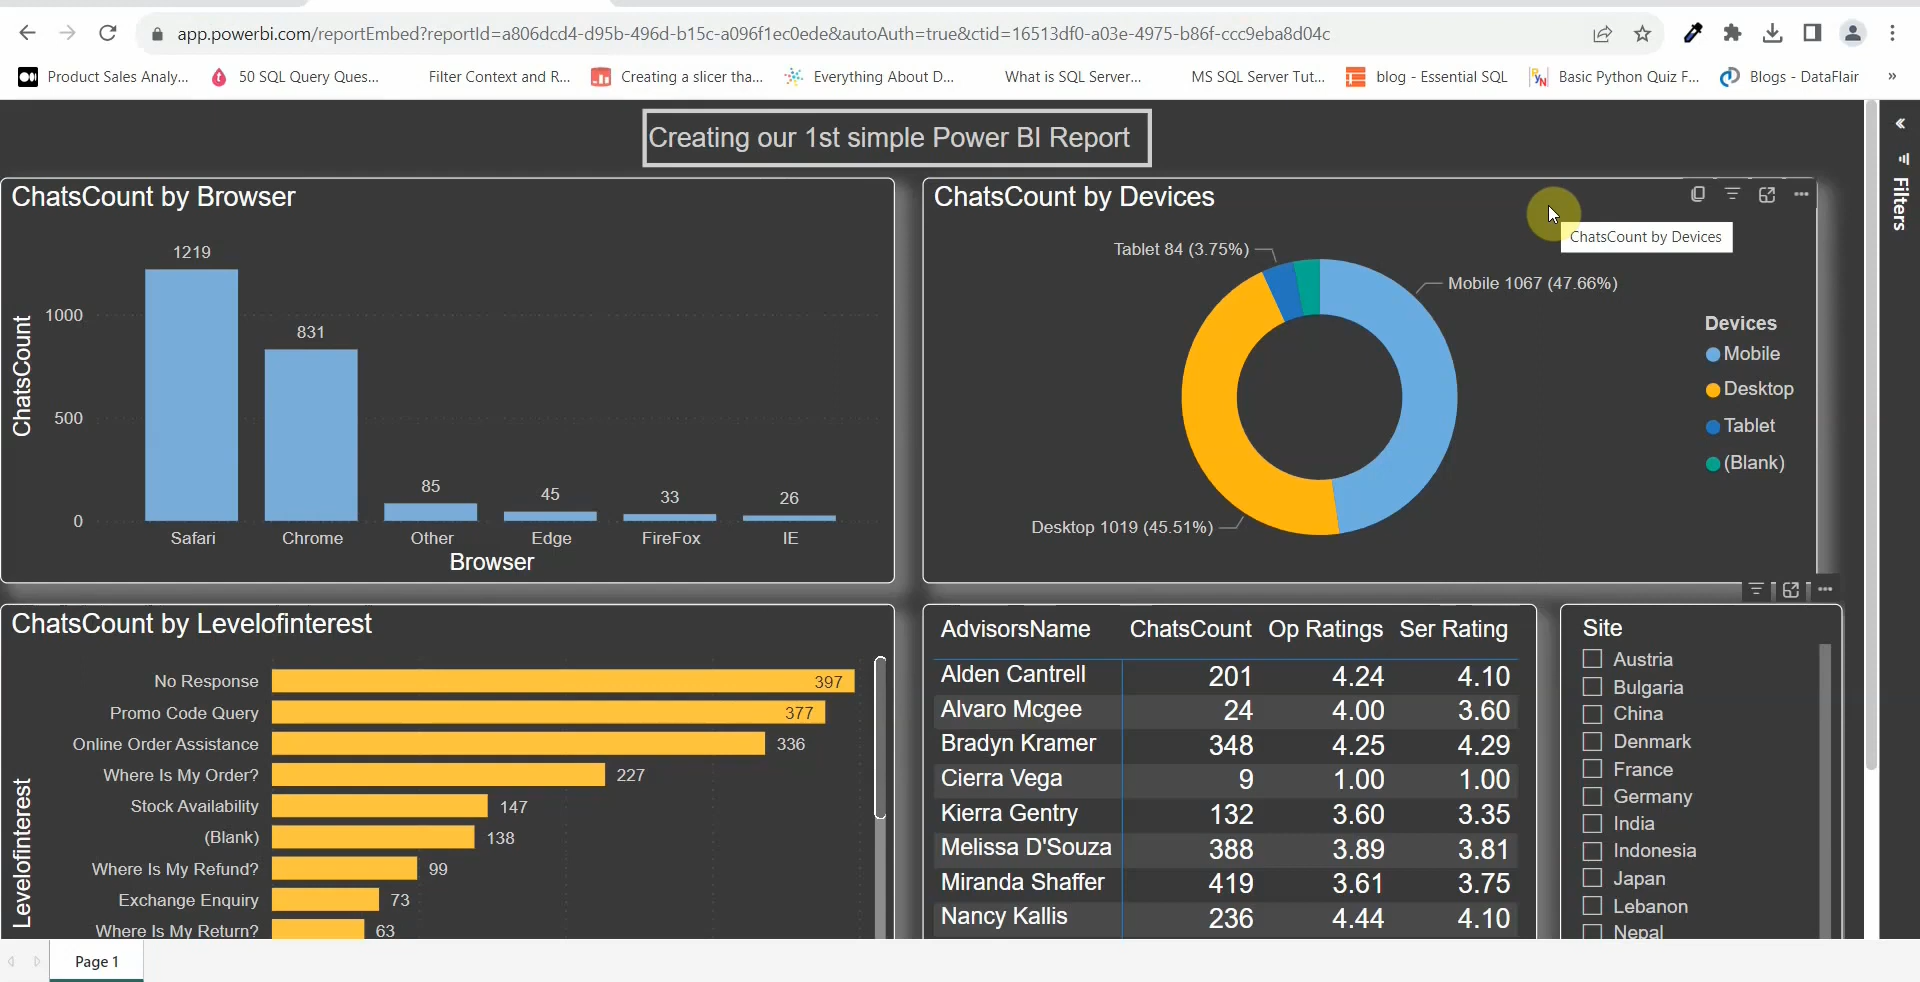 app.powerbi.com/reportEmbed?reportId=a806dcd4-d95b-496d-b15c-a096f1ec0ede&autoAuth=true&ctid=16513df0-a03e-4975-b86f-ccc9eba8d04c
Product Sales Analy... 50 SQL Query Ques... Filter Context and R... Creating a slicer tha... Everything About D... What is SQL Server... MS SQL Server Tut... blog - Essential SQL Basic Python Quiz F... Blogs - DataFlair »
Creating our 1st simple Power BI Report
Filters
ChatsCount by Browser
ChatsCount
1000
500
0
1219
831
85
45
33
26
Safari Chrome Other Edge FireFox IE
Browser
ChatsCount by Devices
ChatsCount by Devices
Tablet 84 (3.75%)
Mobile 1067 (47.66%)
Desktop 1019 (45.51%)
Devices
Mobile
Desktop
Tablet
(Blank)
ChatsCount by Levelofinterest
Levelofinterest
No Response 397
Promo Code Query 377
Online Order Assistance 336
Where Is My Order? 227
Stock Availability 147
(Blank) 138
Where Is My Refund? 99
Exchange Enquiry 73
Where Is My Return? 63
AdvisorsName ChatsCount Op Ratings Ser Rating
Alden Cantrell 201 4.24 4.10
Alvaro Mcgee 24 4.00 3.60
Bradyn Kramer 348 4.25 4.29
Cierra Vega 9 1.00 1.00
Kierra Gentry 132 3.60 3.35
Melissa D'Souza 388 3.89 3.81
Miranda Shaffer 419 3.61 3.75
Nancy Kallis 236 4.44 4.10
Site
Austria
Bulgaria
China
Denmark
France
Germany
India
Indonesia
Japan
Lebanon
Nepal
Page 1